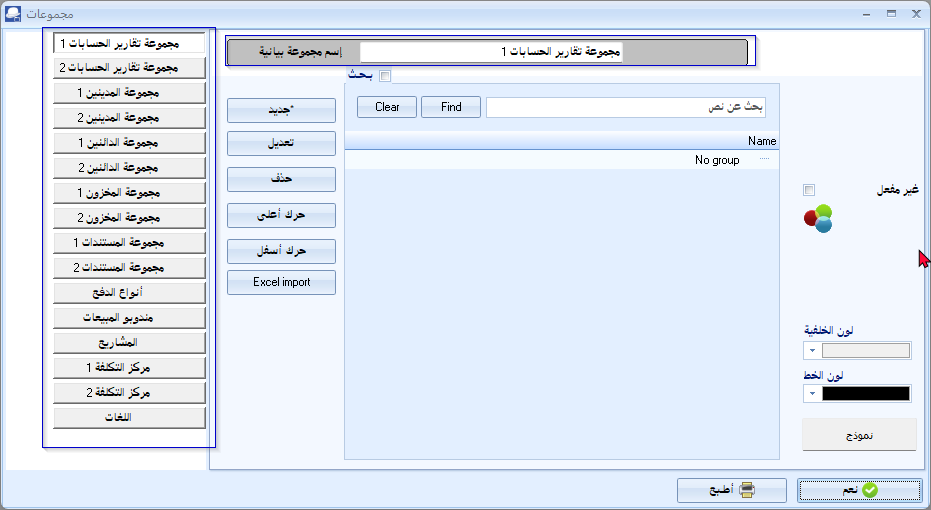 مجموعات
مجموعة تقارير الحسابات 1
مجموعة تقارير الحسابات 2
مجموعة المدينين 1
مجموعة المدينين 2
مجموعة الدائنين 1
مجموعة الدائنين 2
مجموعة المخزون 1
مجموعة المخزون 2
مجموعة المستندات 1
مجموعة المستندات 2
أنواع الدفع
مندوبو المبيعات
المشاريع
مركز التكلفة 1
مركز التكلفة 2
اللغات
إسم مجموعة بيانية
مجموعة تقارير الحسابات 1
بحث
Clear
Find
بحث عن نص
Name
No group
جديد*
تعديل
حذف
حرك أعلى
حرك أسفل
Excel import
غير مفعل
لون الخلفية
لون الخط
نموذج
أطبع
نعم